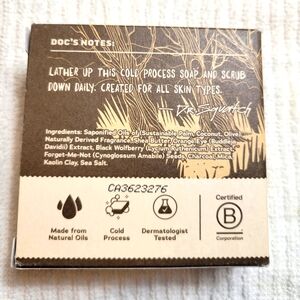 DOC'S NOTES:
LATHER UP THIS COLD PROCESS SOAP AND SCRUB
DOWN DAILY. CREATED FOR ALL SKIN TYPES.
— Dr. Squatch
Ingredients: Saponified Oils of (Sustainable Palm, Coconut, Olive),
Naturally Derived Fragrance, Shea Butter, Orange Eye (Buddleja
Davidii) Extract, Black Wolfberry (Lycium Ruthenicum) Extract,
Forget-Me-Not (Cynoglossum Amabile) Seeds, Charcoal, Mica,
Kaolin Clay, Sea Salt.
CA3623276
Certified
B
Made from
Natural Oils
Cold
Process
Dermatologist
Tested
Corporation